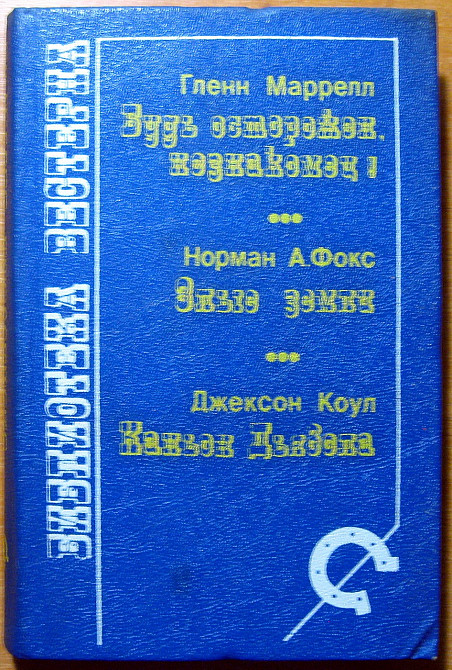 БИБЛИОТЕКА ВЕСТЕРНА
Гленн Маррелл
Будь осторожен,
незнакомец!
Норман А.Фокс
Злые земли
Джексон Коул
Каньон Дьявола